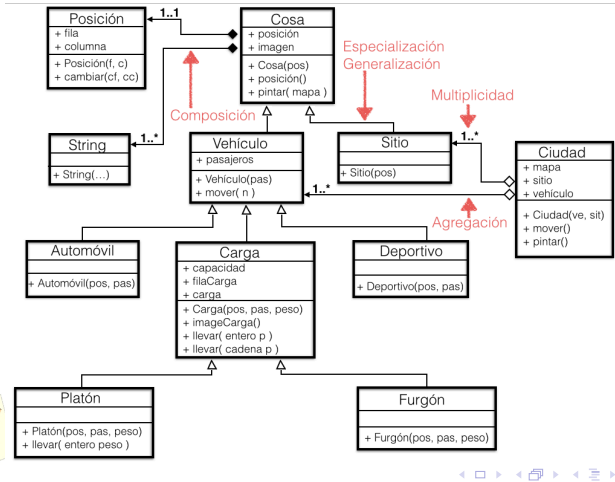 Posición
+ fila
+ columna
+ Posición(f, c)
+ cambiar(cf, cc)
1..1
Cosa
+ posición
+ imagen
+ Cosa(pos)
+ posición()
+ pintar( mapa )
Especialización
Generalización
Composición
Multiplicidad
String
+ String(...)
1..*
Vehículo
+ pasajeros
+ Vehículo(pas)
+ mover( n )
Sitio
+ Sitio(pos)
1..*
1..*
Ciudad
+ mapa
+ sitio
+ vehículo
+ Ciudad(ve, sit)
+ mover()
+ pintar()
Agregación
Automóvil
+ Automóvil(pos, pas)
Carga
+ capacidad
+ filaCarga
+ carga
+ Carga(pos, pas, peso)
+ imageCarga()
+ llevar( entero p )
+ llevar( cadena p )
Deportivo
+ Deportivo(pos, pas)
Platón
+ Platón(pos, pas, peso)
+ llevar( entero peso )
Furgón
+ Furgón(pos, pas, peso)